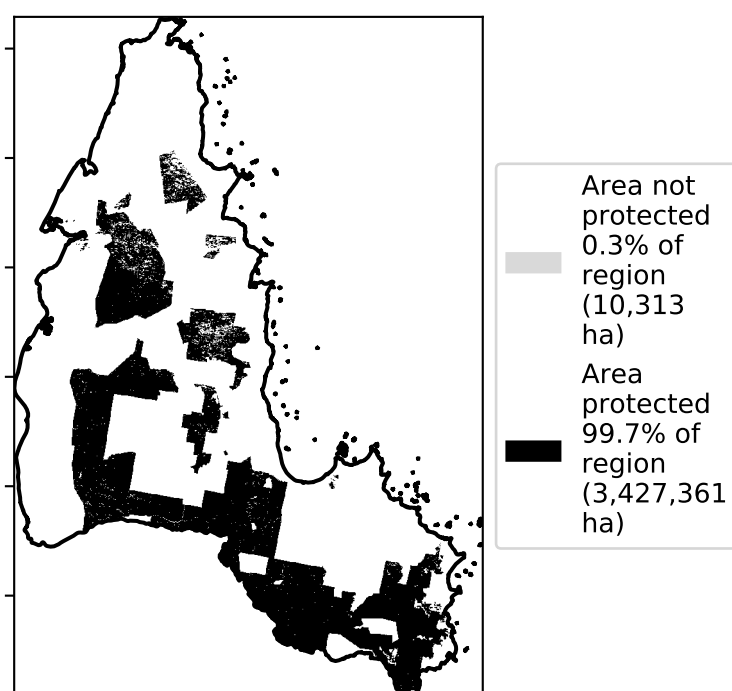 Area not
protected
0.3% of
region
(10,313
ha)
Area
protected
99.7% of
region
(3,427,361
ha)